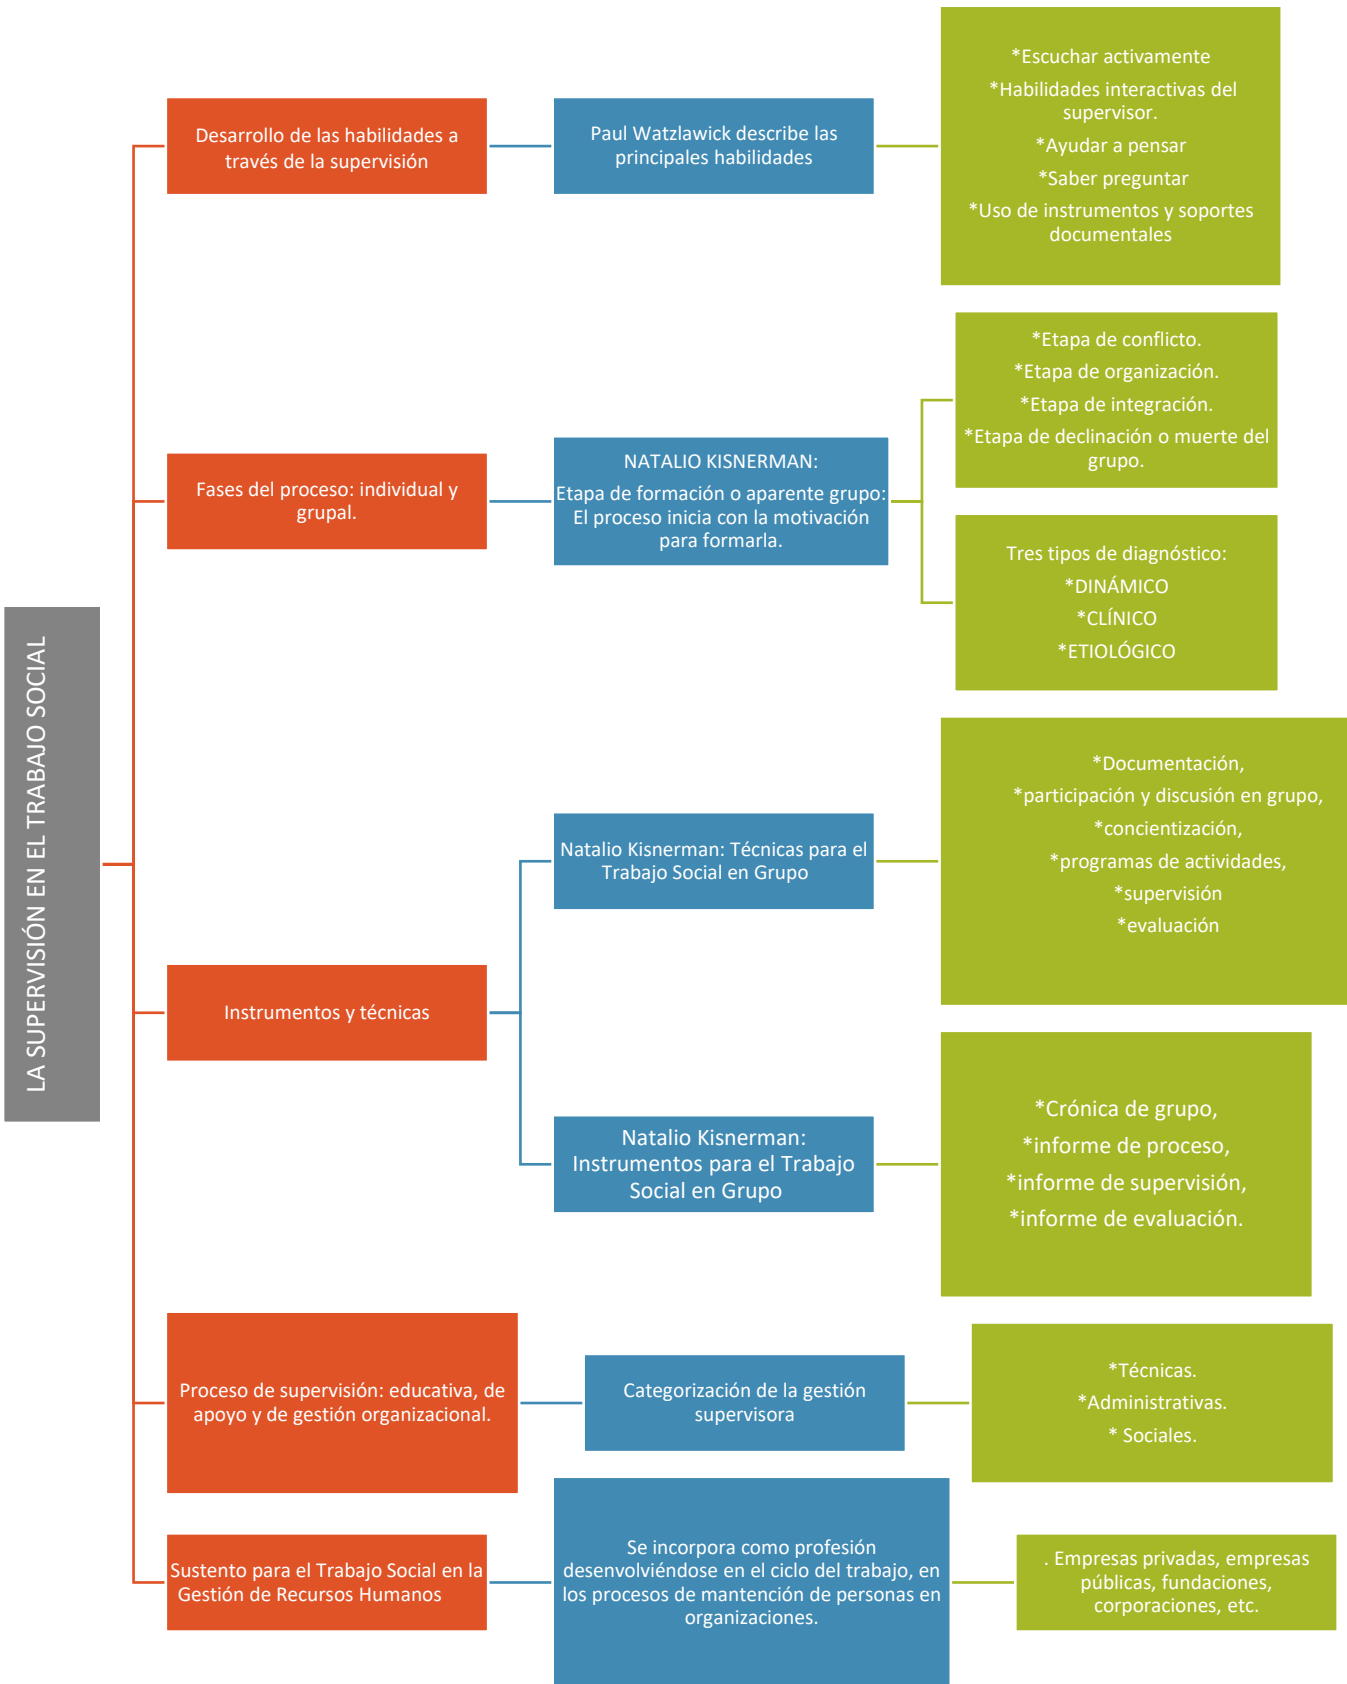 LA SUPERVISIÓN EN EL TRABAJO SOCIAL
Desarrollo de las habilidades a
través de la supervisión
Paul Watzlawick describe las
principales habilidades
*Escuchar activamente
*Habilidades interactivas del
supervisor.
*Ayudar a pensar
*Saber preguntar
*Uso de instrumentos y soportes
documentales
Fases del proceso: individual y
grupal.
NATALIO KISNERMAN:
Etapa de formación o aparente grupo:
El proceso inicia con la motivación
para formarla.
*Etapa de conflicto.
*Etapa de organización.
*Etapa de integración.
*Etapa de declinación o muerte del
grupo.
Tres tipos de diagnóstico:
*DINÁMICO
*CLÍNICO
*ETIOLÓGICO
Instrumentos y técnicas
Natalio Kisnerman: Técnicas para el
Trabajo Social en Grupo
*Documentación,
*participación y discusión en grupo,
*concientización,
*programas de actividades,
*supervisión
*evaluación
Natalio Kisnerman:
Instrumentos para el Trabajo
Social en Grupo
*Crónica de grupo,
*informe de proceso,
*informe de supervisión,
*informe de evaluación.
Proceso de supervisión: educativa, de
apoyo y de gestión organizacional.
Categorización de la gestión
supervisora
*Técnicas.
*Administrativas.
* Sociales.
Sustento para el Trabajo Social en la
Gestión de Recursos Humanos
Se incorpora como profesión
desenvolviéndose en el ciclo del trabajo, en
los procesos de mantención de personas en
organizaciones.
. Empresas privadas, empresas
públicas, fundaciones,
corporaciones, etc.